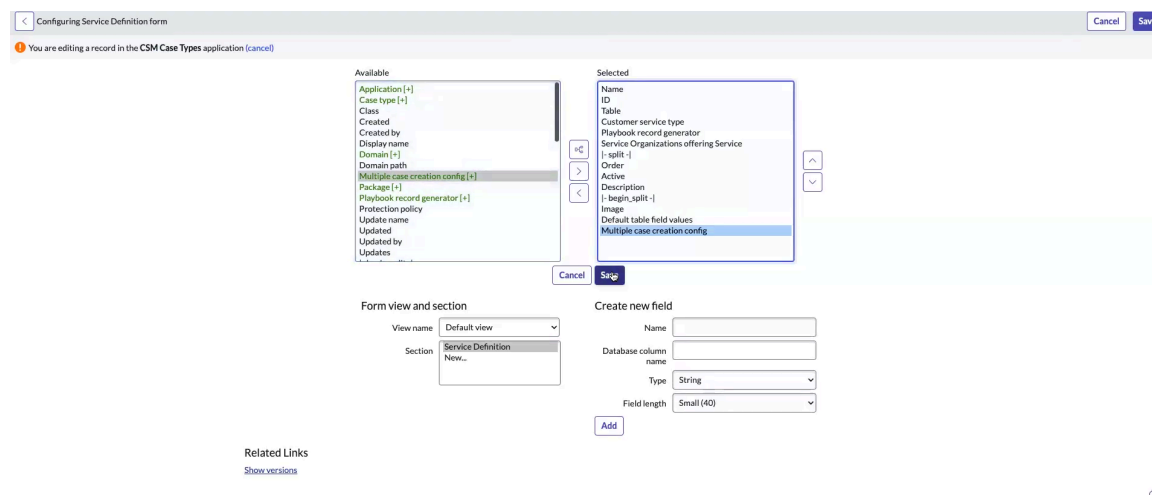 Configuring Service Definition form
Cancel
Sav
You are editing a record in the CSM Case Types application (cancel)
Available
Application [+]
Case type [+]
Class
Created
Created by
Display name
Domain [+]
Domain path
Multiple case creation config [+]
Package [+]
Playbook record generator [+]
Protection policy
Update name
Updated
Updated by
Updates
Selected
Name
ID
Table
Customer service type
Playbook record generator
Service Organizations offering Service
|- split -|
Order
Active
Description
|- begin_split -|
Image
Default table field values
Multiple case creation config
Cancel
Save
Form view and section
View name
Default view
Section
Service Definition
New...
Create new field
Name
Database column
name
Type
String
Field length
Small (40)
Add
Related Links
Show versions